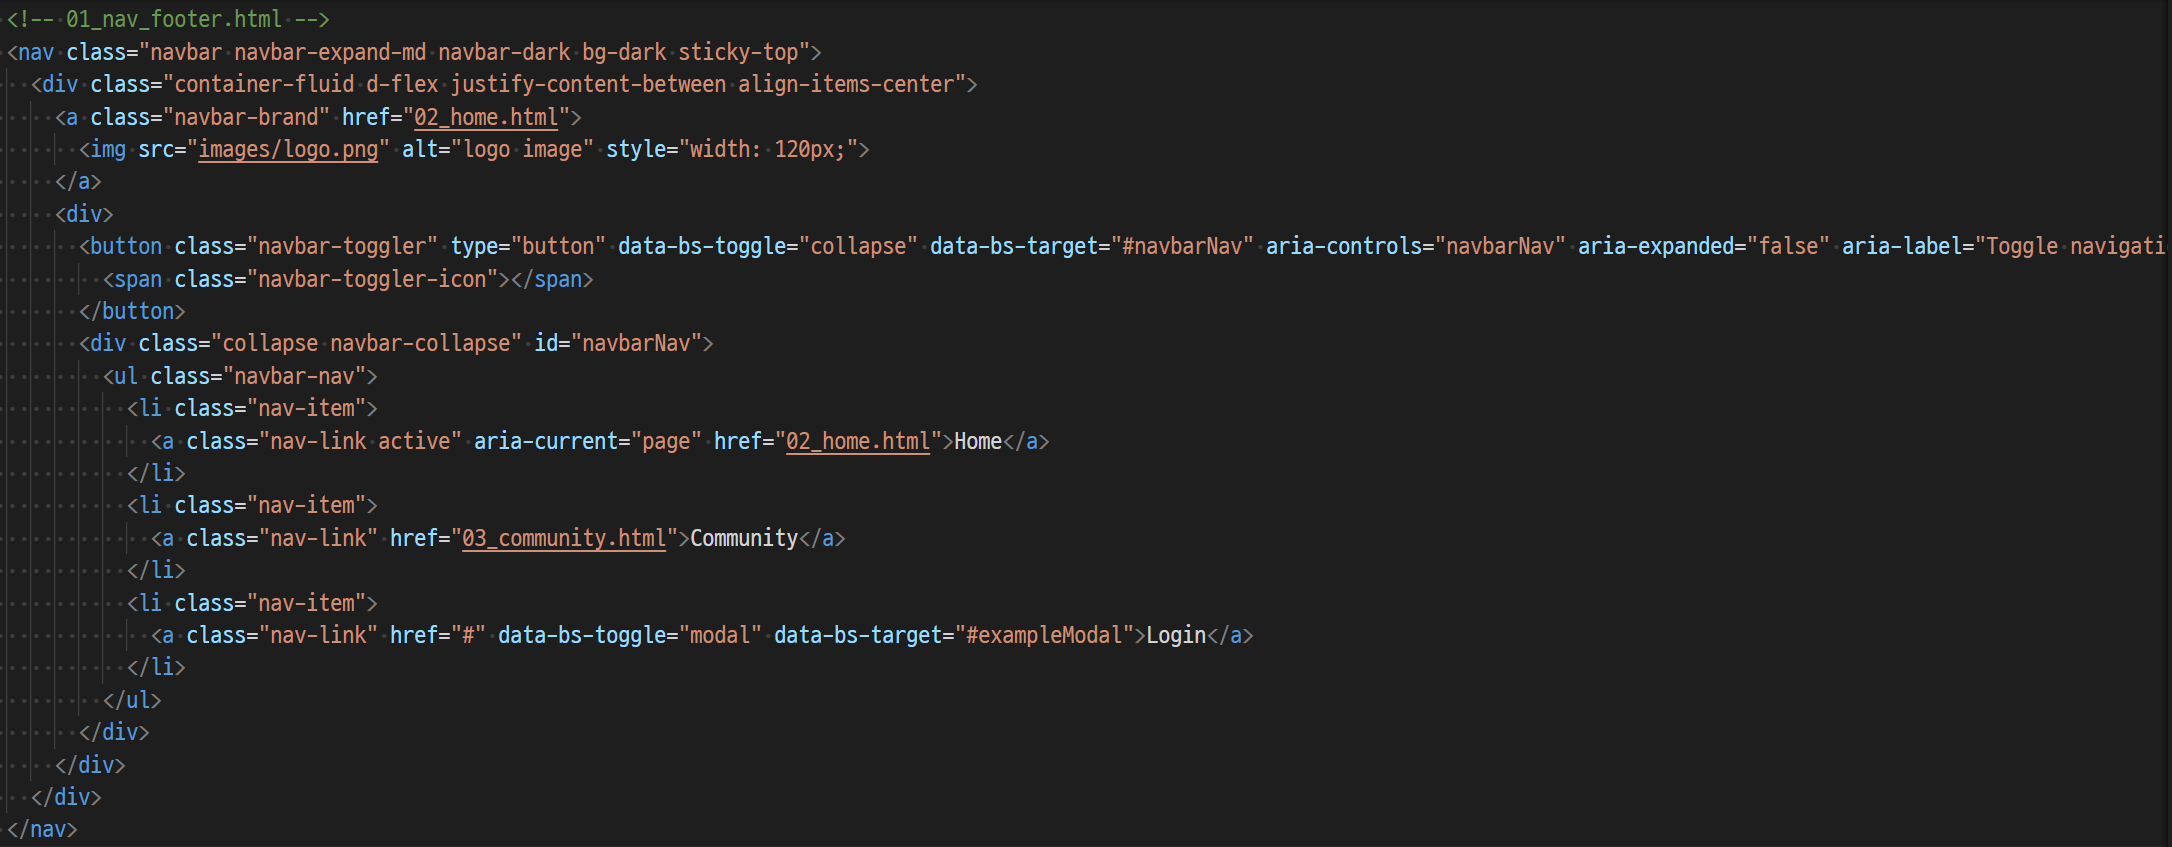 <!-- 01_nav_footer.html -->
<nav class="navbar navbar-expand-md navbar-dark bg-dark sticky-top">
  <div class="container-fluid d-flex justify-content-between align-items-center">
    <a class="navbar-brand" href="02_home.html">
      <img src="images/logo.png" alt="logo image" style="width: 120px;">
    </a>
    <div>
      <button class="navbar-toggler" type="button" data-bs-toggle="collapse" data-bs-target="#navbarNav" aria-controls="navbarNav" aria-expanded="false" aria-label="Toggle navigati
        <span class="navbar-toggler-icon"></span>
      </button>
      <div class="collapse navbar-collapse" id="navbarNav">
        <ul class="navbar-nav">
          <li class="nav-item">
            <a class="nav-link active" aria-current="page" href="02_home.html">Home</a>
          </li>
          <li class="nav-item">
            <a class="nav-link" href="03_community.html">Community</a>
          </li>
          <li class="nav-item">
            <a class="nav-link" href="#" data-bs-toggle="modal" data-bs-target="#exampleModal">Login</a>
          </li>
        </ul>
      </div>
    </div>
  </div>
</nav>